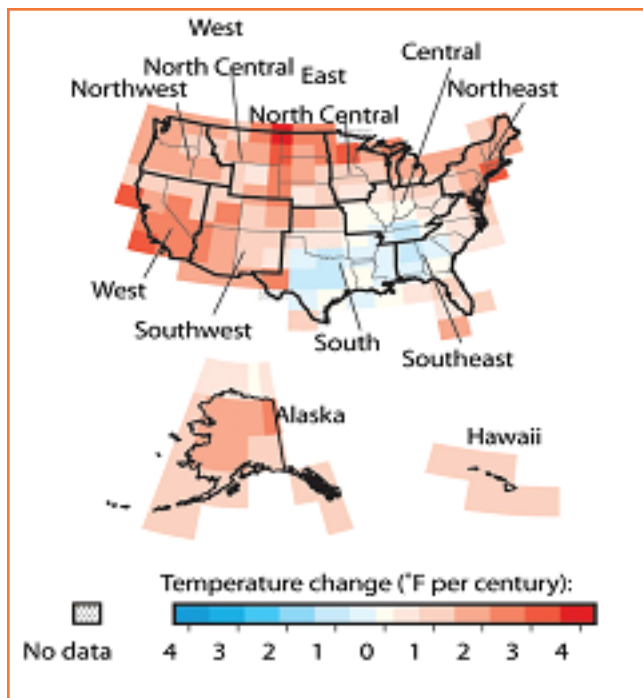 West
North Central
East
Central
Northwest
Northeast
North Central
West
Southwest
South
Southeast
Alaska
Hawaii
Temperature change (°F per century):
No data
4 3 2 1 0 1 2 3 4